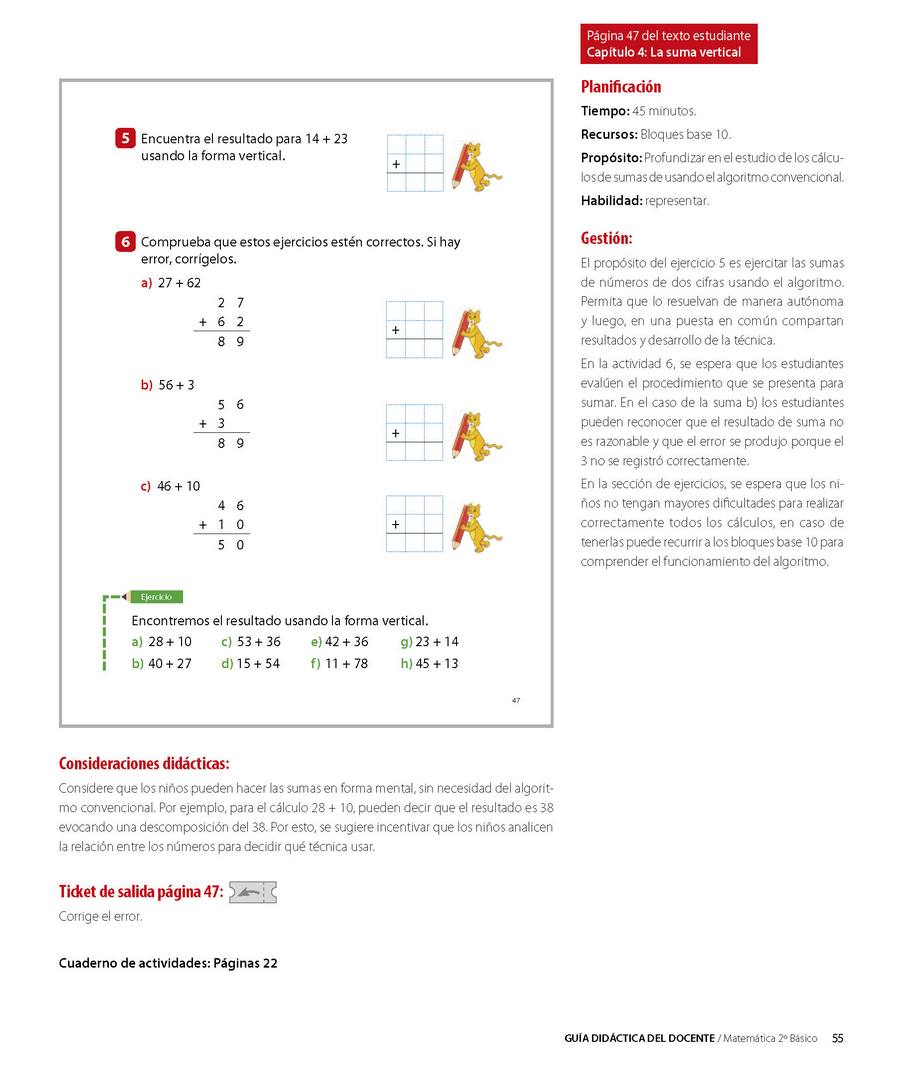 Página 47 del texto estudiante
Capítulo 4: La suma vertical
5 Encuentra el resultado para 14 + 23
usando la forma vertical.
+
6 Comprueba que estos ejercicios estén correctos. Si hay
error, corrígelos.
a) 27 + 62
2 7
+ 6 2
8 9
+
b) 56 + 3
5 6
+ 3
8 9
+
c) 46 + 10
4 6
+ 1 0
5 0
+
Ejercicio
Encontremos el resultado usando la forma vertical.
a) 28 + 10 c) 53 + 36 e) 42 + 36 g) 23 + 14
b) 40 + 27 d) 15 + 54 f) 11 + 78 h) 45 + 13
47
Planificación
Tiempo: 45 minutos.
Recursos: Bloques base 10.
Propósito: Profundizar en el estudio de los cálcu-
los de sumas de usando el algoritmo convencional.
Habilidad: representar.
Gestión:
El propósito del ejercicio 5 es ejercitar las sumas
de números de dos cifras usando el algoritmo.
Permita que lo resuelvan de manera autónoma
y luego, en una puesta en común compartan
resultados y desarrollo de la técnica.
En la actividad 6, se espera que los estudiantes
evalúen el procedimiento que se presenta para
sumar. En el caso de la suma b) los estudiantes
pueden reconocer que el resultado de suma no
es razonable y que el error se produjo porque el
3 no se registró correctamente.
En la sección de ejercicios, se espera que los ni-
ños no tengan mayores dificultades para realizar
correctamente todos los cálculos, en caso de
tenerlas puede recurrir a los bloques base 10 para
comprender el funcionamiento del algoritmo.
Consideraciones didácticas:
Considere que los niños pueden hacer las sumas en forma mental, sin necesidad del algorit-
mo convencional. Por ejemplo, para el cálculo 28 + 10, pueden decir que el resultado es 38
evocando una descomposición del 38. Por esto, se sugiere incentivar que los niños analicen
la relación entre los números para decidir qué técnica usar.
Ticket de salida página 47:
Corrige el error.
Cuaderno de actividades: Páginas 22
GUÍA DIDÁCTICA DEL DOCENTE / Matemática 2º Básico 55